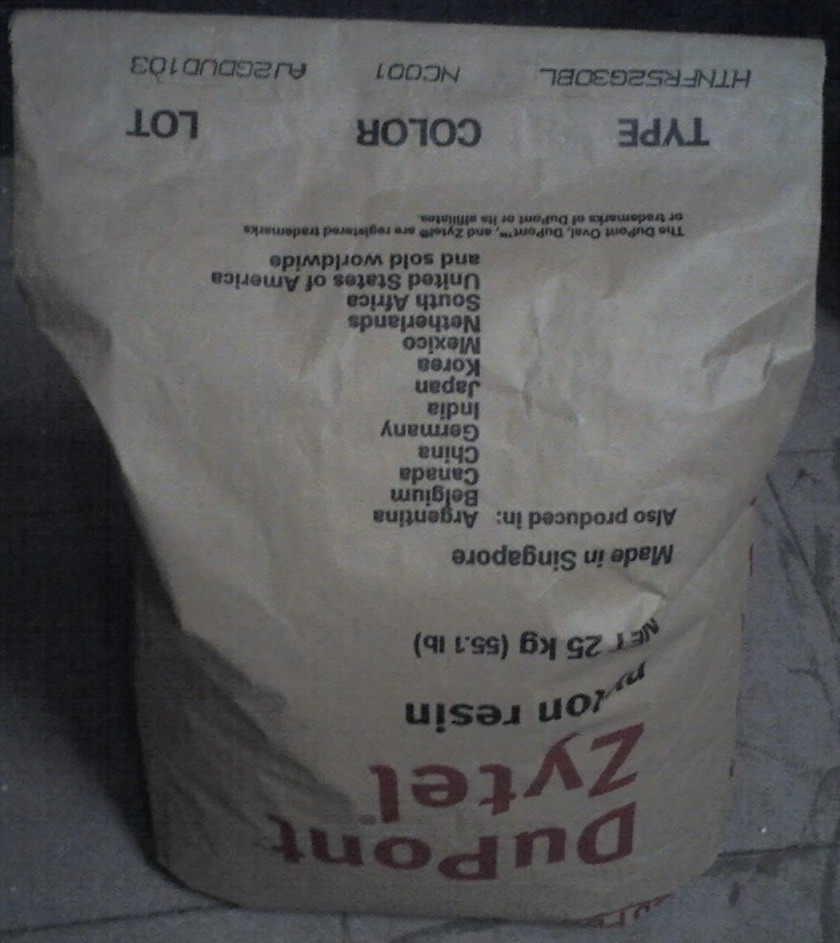 DuPont
Zytel®
nylon resin
NET 25 kg (55.1 lb)
Made in Singapore
Also produced in: Argentina
Belgium
Canada
China
Germany
India
Japan
Korea
Mexico
Netherlands
South Africa
United States of America
and sold worldwide
The DuPont Oval, DuPont™, and Zytel® are registered trademarks
or trademarks of DuPont or its affiliates.
TYPE COLOR LOT
HTNFR52G30BL NC001 AJ2GDUD103